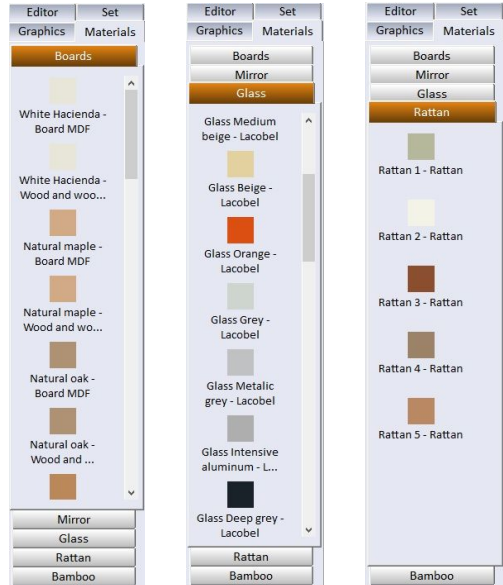 Editor Set
Graphics Materials
Boards
White Hacienda -
Board MDF
White Hacienda -
Wood and woo...
Natural maple -
Board MDF
Natural maple -
Wood and wo...
Natural oak -
Board MDF
Natural oak -
Wood and ...
Mirror
Glass
Rattan
Bamboo
Editor Set
Graphics Materials
Boards
Mirror
Glass
Glass Medium
beige - Lacobel
Glass Beige -
Lacobel
Glass Orange -
Lacobel
Glass Grey -
Lacobel
Glass Metalic
grey - Lacobel
Glass Intensive
aluminum - L...
Glass Deep grey -
Lacobel
Rattan
Bamboo
Editor Set
Graphics Materials
Boards
Mirror
Glass
Rattan
Rattan 1 - Rattan
Rattan 2 - Rattan
Rattan 3 - Rattan
Rattan 4 - Rattan
Rattan 5 - Rattan
Bamboo